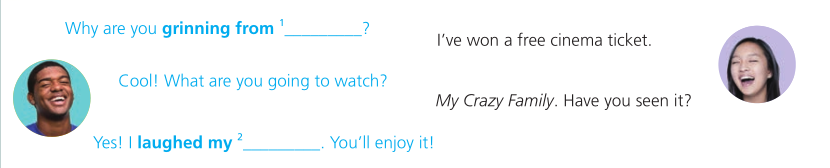 Why are you grinning from ¹_________?
I've won a free cinema ticket.
Cool! What are you going to watch?
My Crazy Family. Have you seen it?
Yes! I laughed my ²_________. You'll enjoy it!